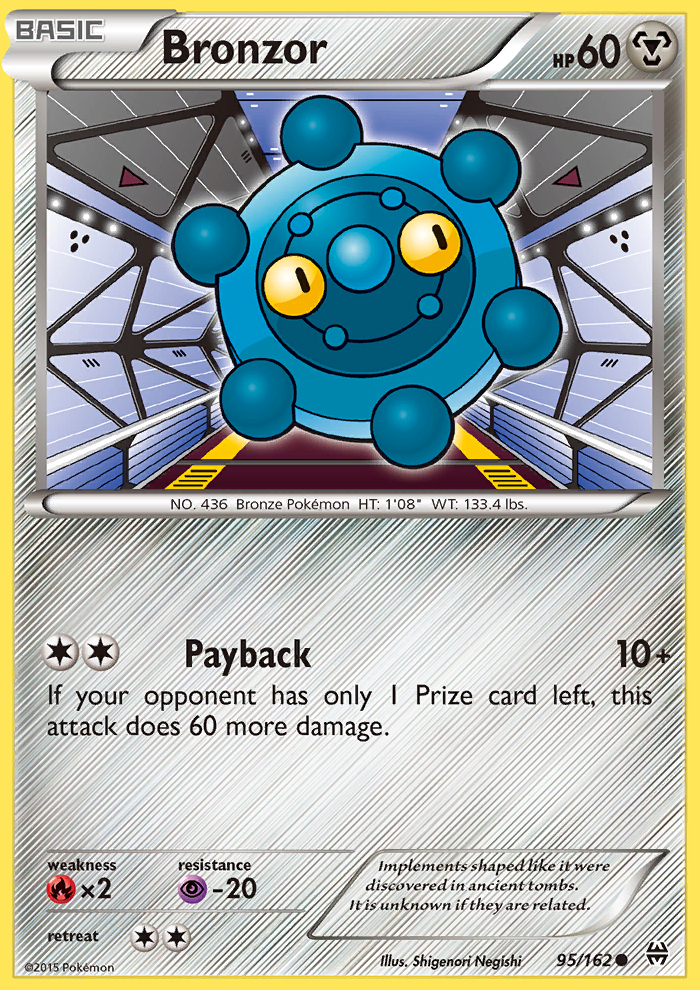 BASIC
Bronzor
HP60
NO. 436 Bronze Pokémon HT: 1'08" WT: 133.4 lbs.
Payback 10+
If your opponent has only 1 Prize card left, this
attack does 60 more damage.
weakness resistance
×2 -20
Implements shaped like it were
discovered in ancient tombs.
It is unknown if they are related.
retreat
©2015 Pokémon
Illus. Shigenori Negishi 95/162